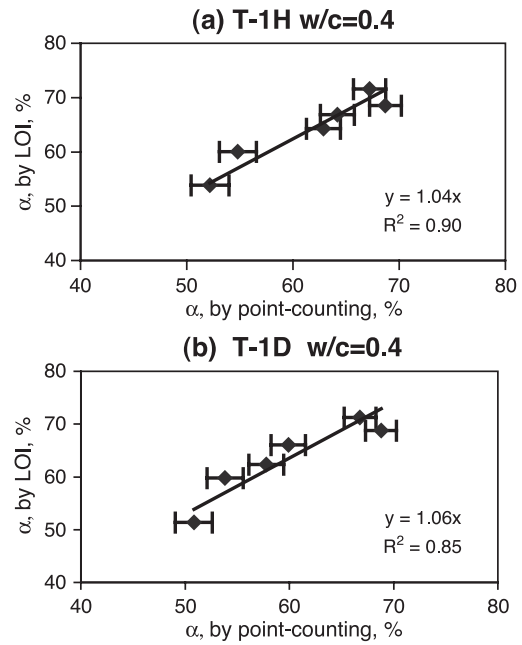 (a) T-1H w/c=0.4
80
70
60
50
40
α, by LOI, %
y = 1.04x
R² = 0.90
40 50 60 70 80
α, by point-counting, %
(b) T-1D w/c=0.4
80
70
60
50
40
α, by LOI, %
y = 1.06x
R² = 0.85
40 50 60 70 80
α, by point-counting, %